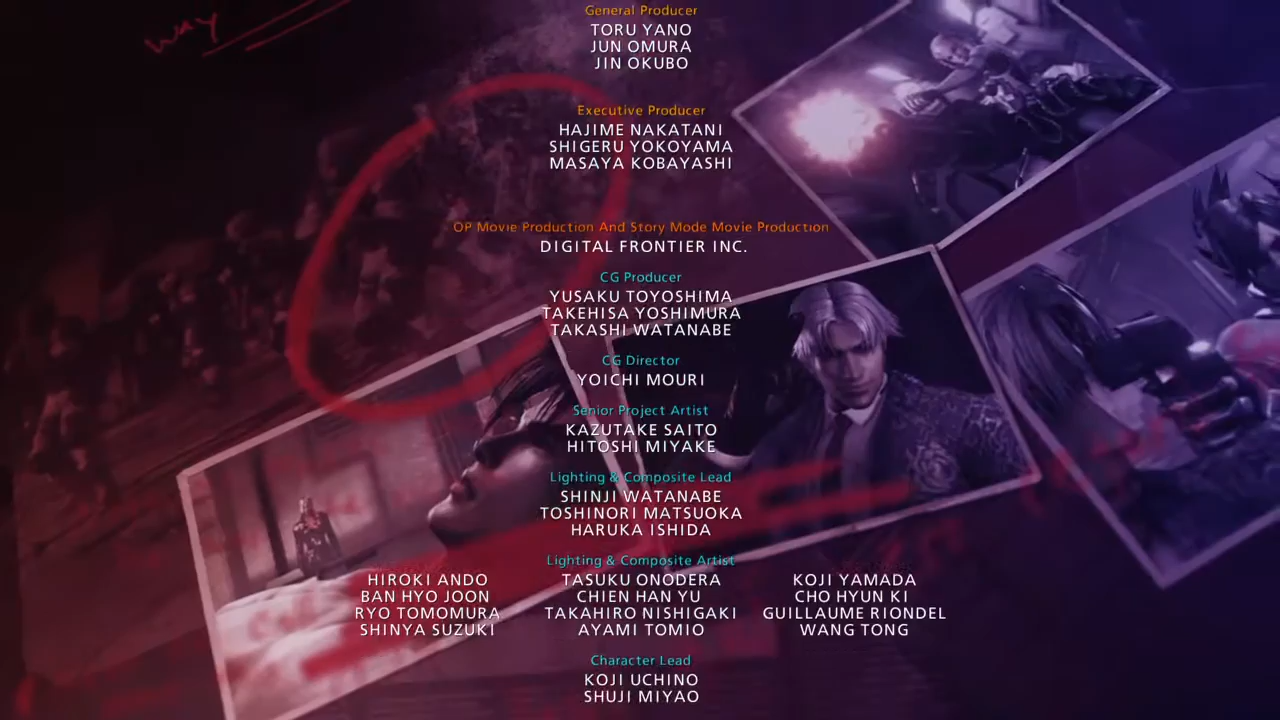 way
General Producer
TORU YANO
JUN OMURA
JIN OKUBO
Executive Producer
HAJIME NAKATANI
SHIGERU YOKOYAMA
MASAYA KOBAYASHI
OP Movie Production And Story Mode Movie Production
DIGITAL FRONTIER INC.
CG Producer
YUSAKU TOYOSHIMA
TAKEHISA YOSHIMURA
TAKASHI WATANABE
CG Director
YOICHI MOURI
Senior Project Artist
KAZUTAKE SAITO
HITOSHI MIYAKE
Lighting & Composite Lead
SHINJI WATANABE
TOSHINORI MATSUOKA
HARUKA ISHIDA
Lighting & Composite Artist
HIROKI ANDO TASUKU ONODERA KOJI YAMADA
BAN HYO JOON CHIEN HAN YU CHO HYUN KI
RYO TOMOMURA TAKAHIRO NISHIGAKI GUILLAUME RIONDEL
SHINYA SUZUKI AYAMI TOMIO WANG TONG
Character Lead
KOJI UCHINO
SHUJI MIYAO